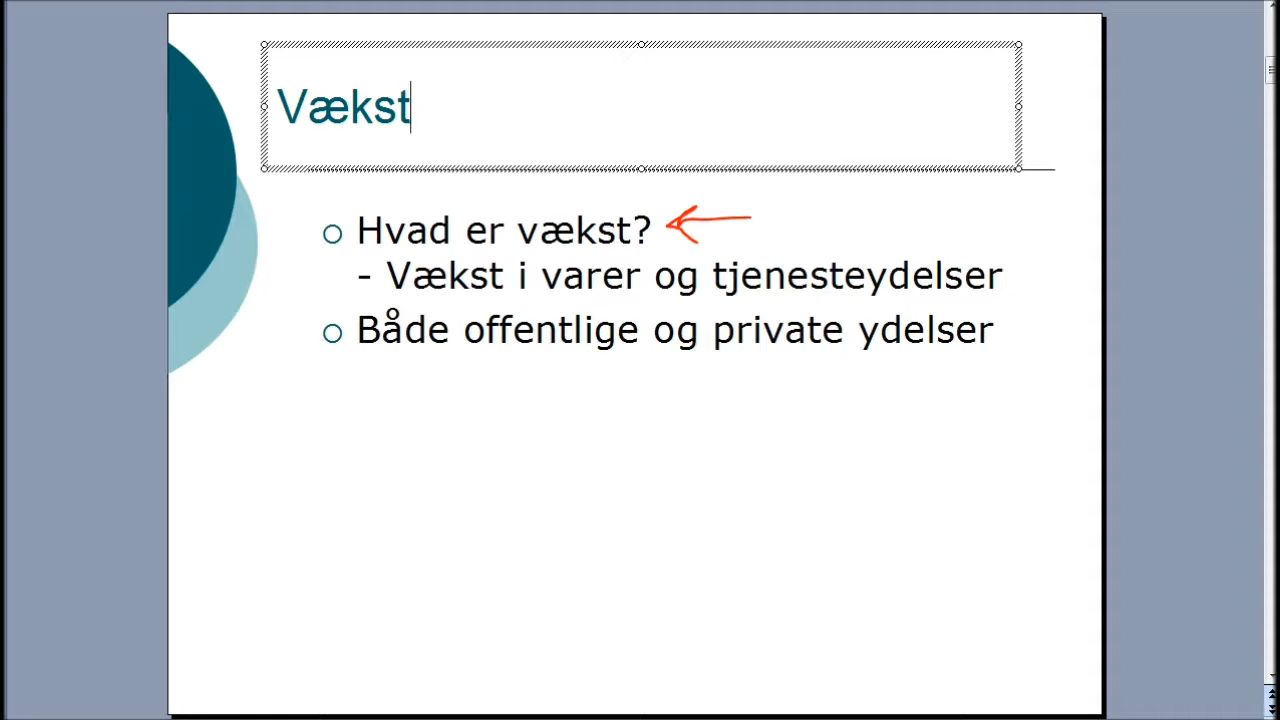 Vækst
Hvad er vækst?
- Vækst i varer og tjenesteydelser
Både offentlige og private ydelser